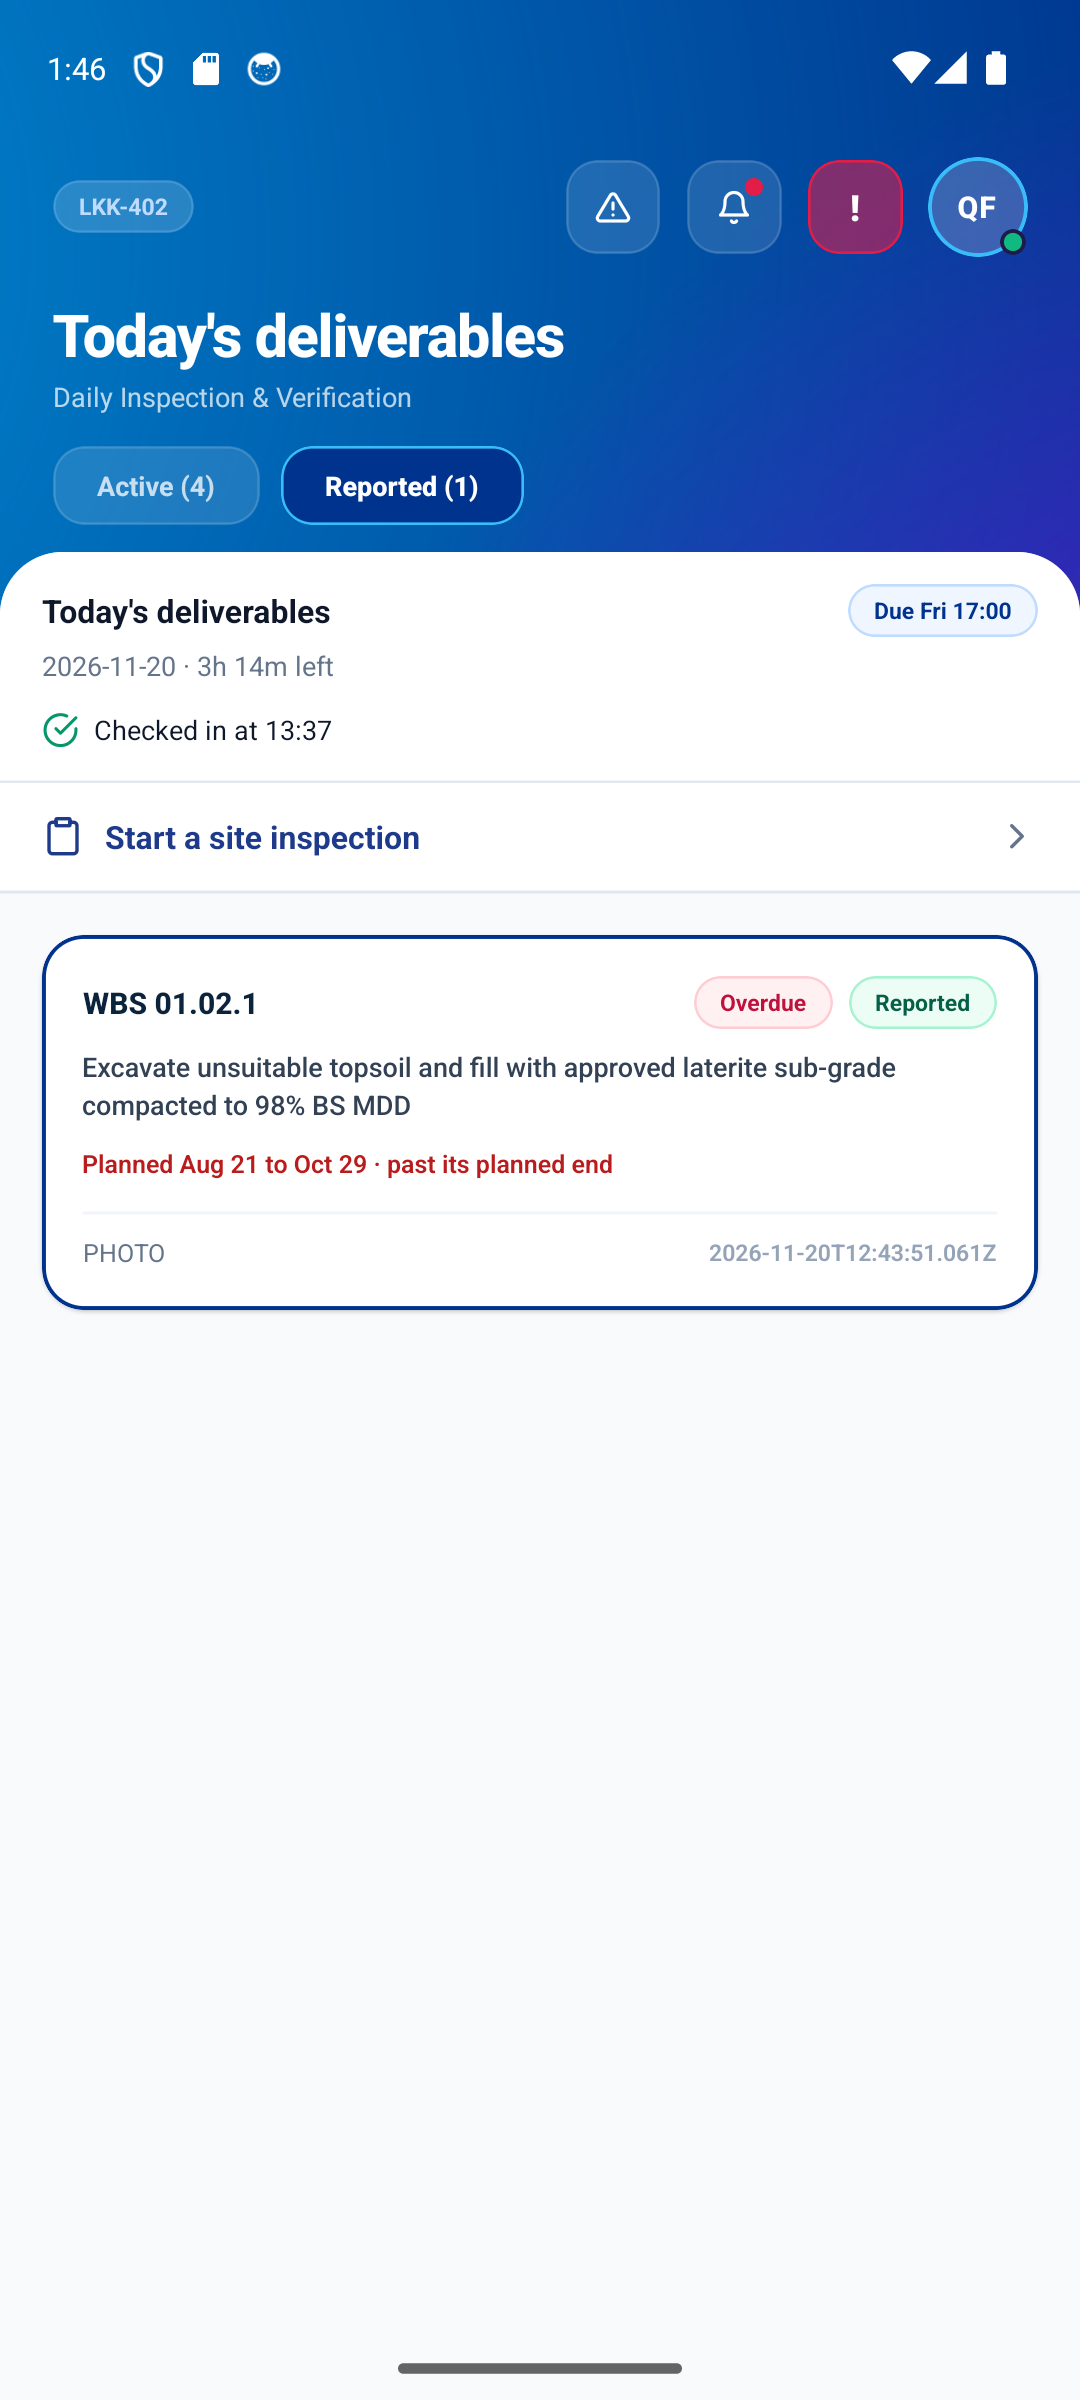 1:46
LKK-402
!
QF
Today's deliverables
Daily Inspection & Verification
Active (4)
Reported (1)
Today's deliverables
Due Fri 17:00
2026-11-20 · 3h 14m left
Checked in at 13:37
Start a site inspection
WBS 01.02.1
Overdue
Reported
Excavate unsuitable topsoil and fill with approved laterite sub-grade
compacted to 98% BS MDD
Planned Aug 21 to Oct 29 · past its planned end
PHOTO
2026-11-20T12:43:51.061Z